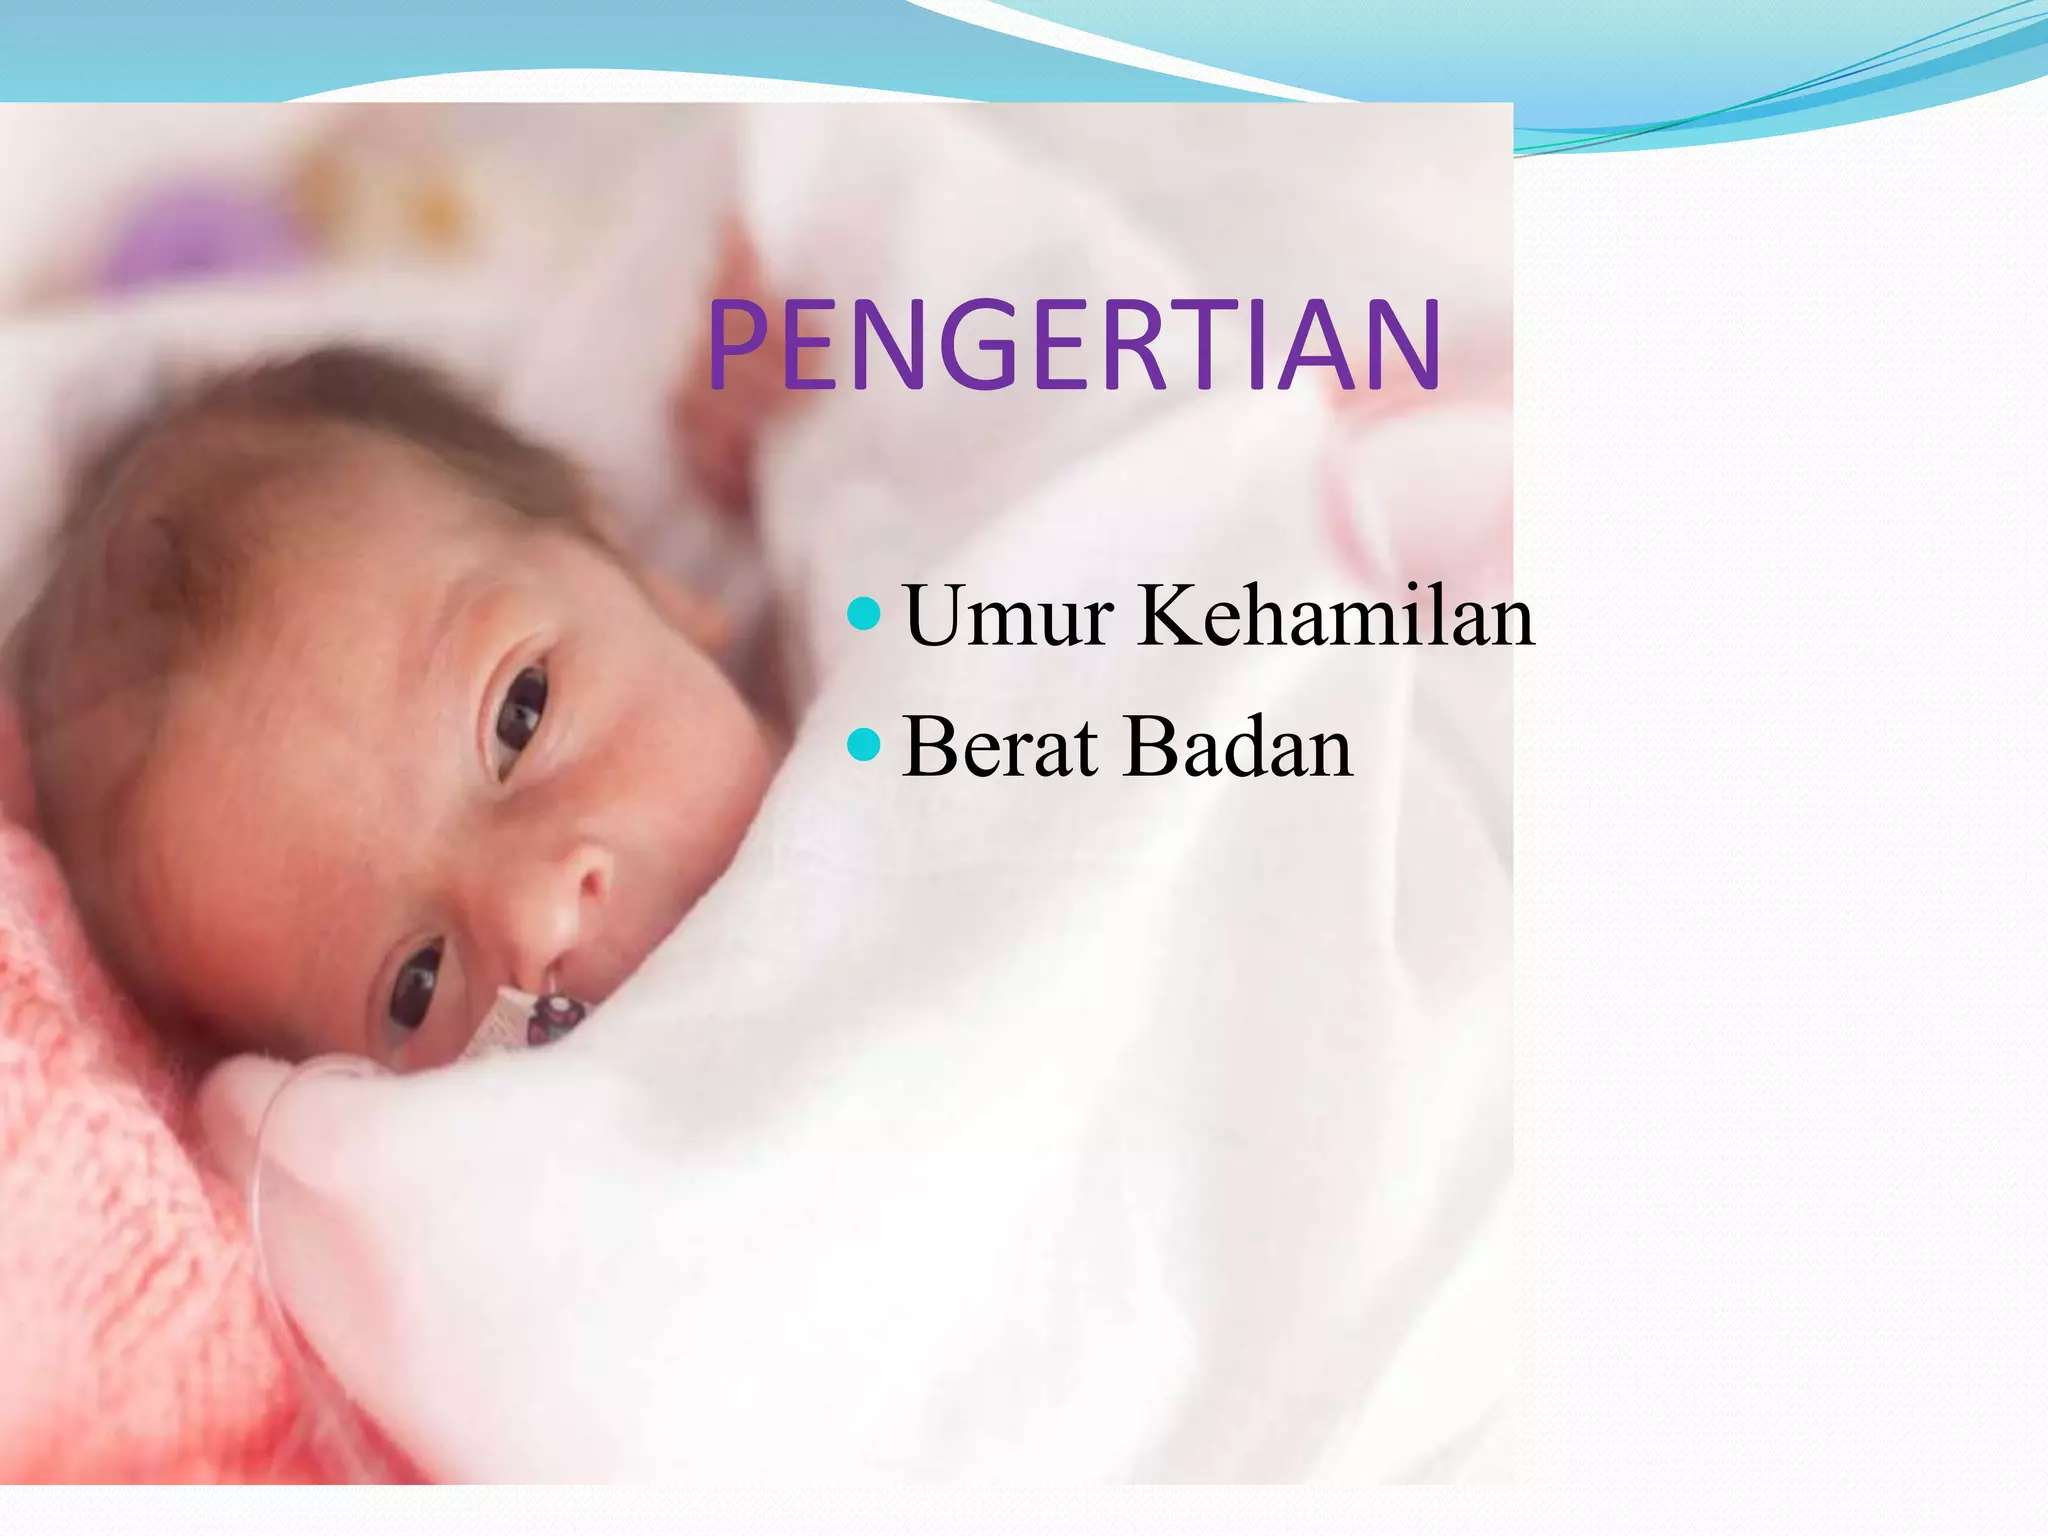 PENGERTIAN
• Umur Kehamilan
• Berat Badan